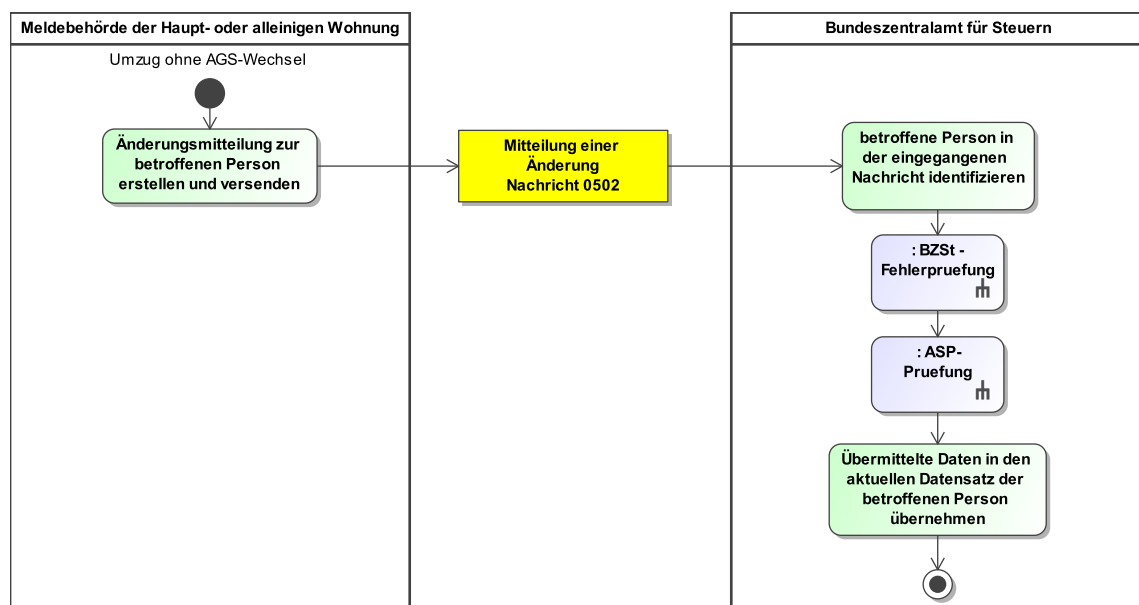 Meldebehörde der Haupt- oder alleinigen Wohnung
Umzug ohne AGS-Wechsel
Änderungsmitteilung zur
betroffenen Person
erstellen und versenden
Mitteilung einer
Änderung
Nachricht 0502
Bundeszentralamt für Steuern
betroffene Person in
der eingegangenen
Nachricht identifizieren
: BZSt -
Fehlerpruefung
: ASP-
Pruefung
Übermittelte Daten in den
aktuellen Datensatz der
betroffenen Person
übernehmen